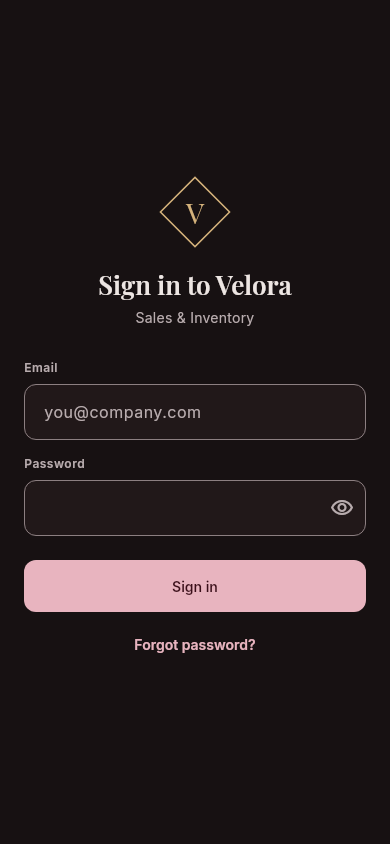 V
Sign in to Velora
Sales & Inventory
Email
you@company.com
Password
Sign in
Forgot password?